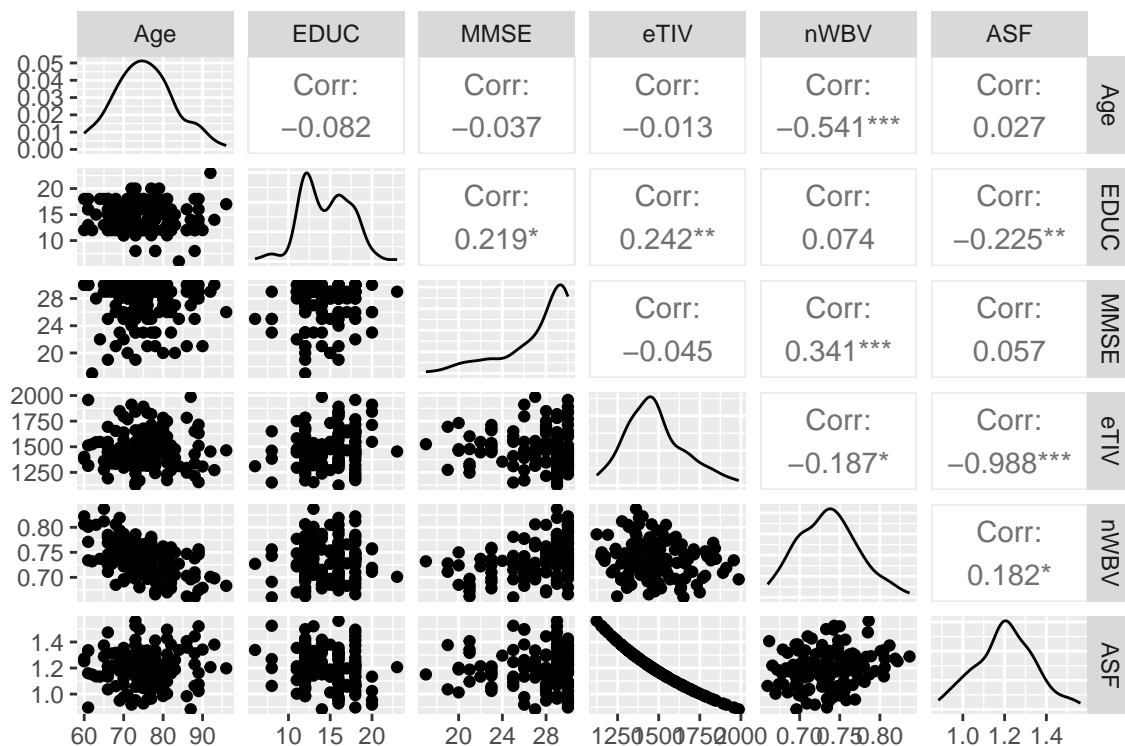 Age EDUC MMSE eTIV nWBV ASF
0.05
0.04
0.03
0.02
0.01
0.00
Corr:
−0.082
Corr:
−0.037
Corr:
−0.013
Corr:
−0.541***
Corr:
0.027
Age
20
15
10
Corr:
0.219*
Corr:
0.242**
Corr:
0.074
Corr:
−0.225**
EDUC
28
24
20
Corr:
−0.045
Corr:
0.341***
Corr:
0.057
MMSE
2000
1750
1500
1250
Corr:
−0.187*
Corr:
−0.988***
eTIV
0.80
0.75
0.70
Corr:
0.182*
nWBV
1.4
1.2
1.0
ASF
60 70 80 90 10 15 20 20 24 28 1250 1500 1750 2000 0.70 0.75 0.80 1.0 1.2 1.4